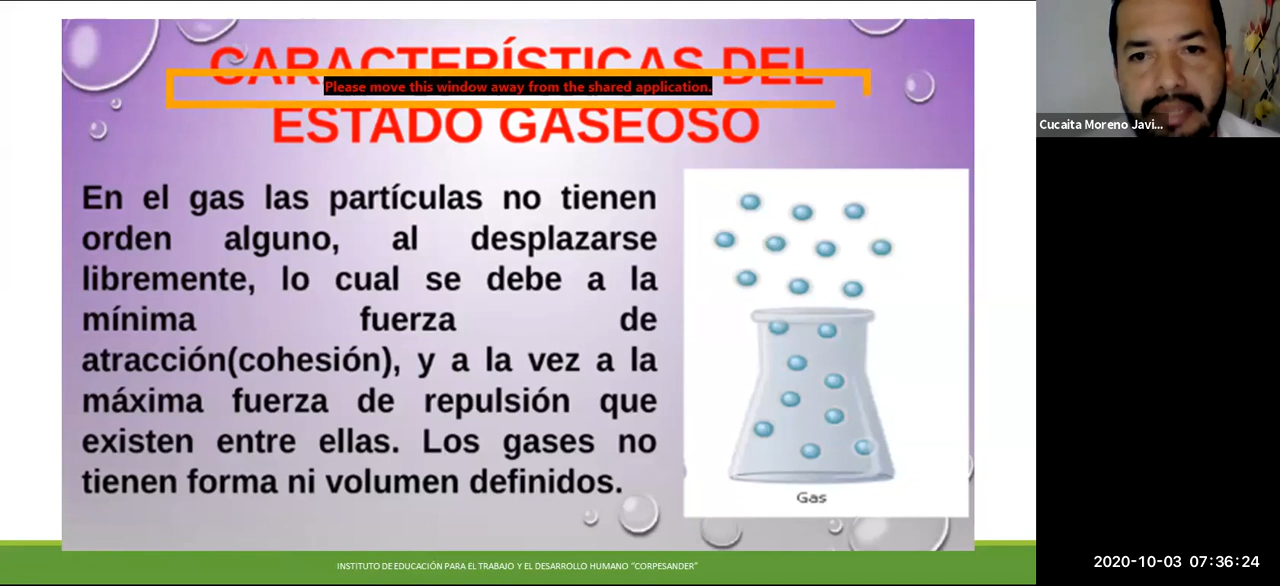 CARACTERÍSTICAS DEL
Please move this window away from the shared application.
ESTADO GASEOSO
En el gas las partículas no tienen
orden alguno, al desplazarse
libremente, lo cual se debe a la
mínima fuerza de
atracción(cohesión), y a la vez a la
máxima fuerza de repulsión que
existen entre ellas. Los gases no
tienen forma ni volumen definidos.
Gas
INSTITUTO DE EDUCACIÓN PARA EL TRABAJO Y EL DESARROLLO HUMANO “CORPESANDER”
Cucaita Moreno Javi...
2020-10-03 07:36:24